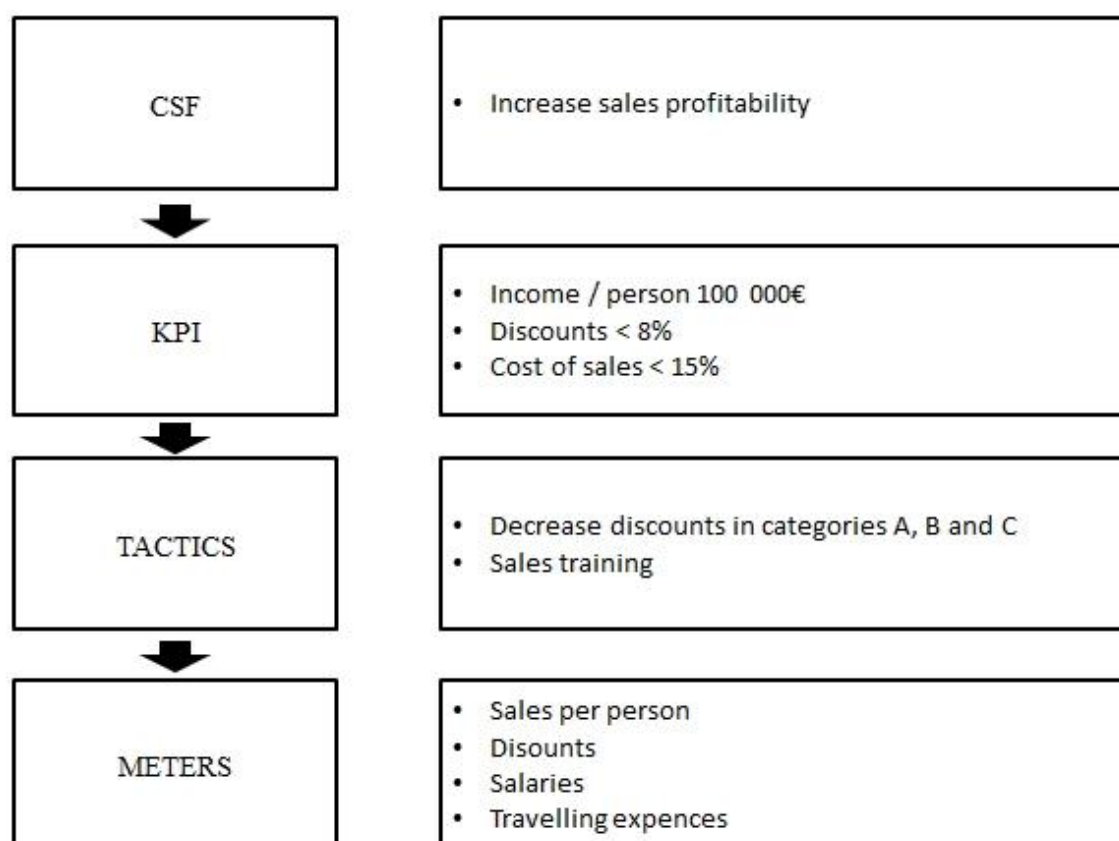 CSF
• Increase sales profitability
KPI
• Income / person 100 000€
• Discounts < 8%
• Cost of sales < 15%
TACTICS
• Decrease discounts in categories A, B and C
• Sales training
METERS
• Sales per person
• Disounts
• Salaries
• Travelling expences